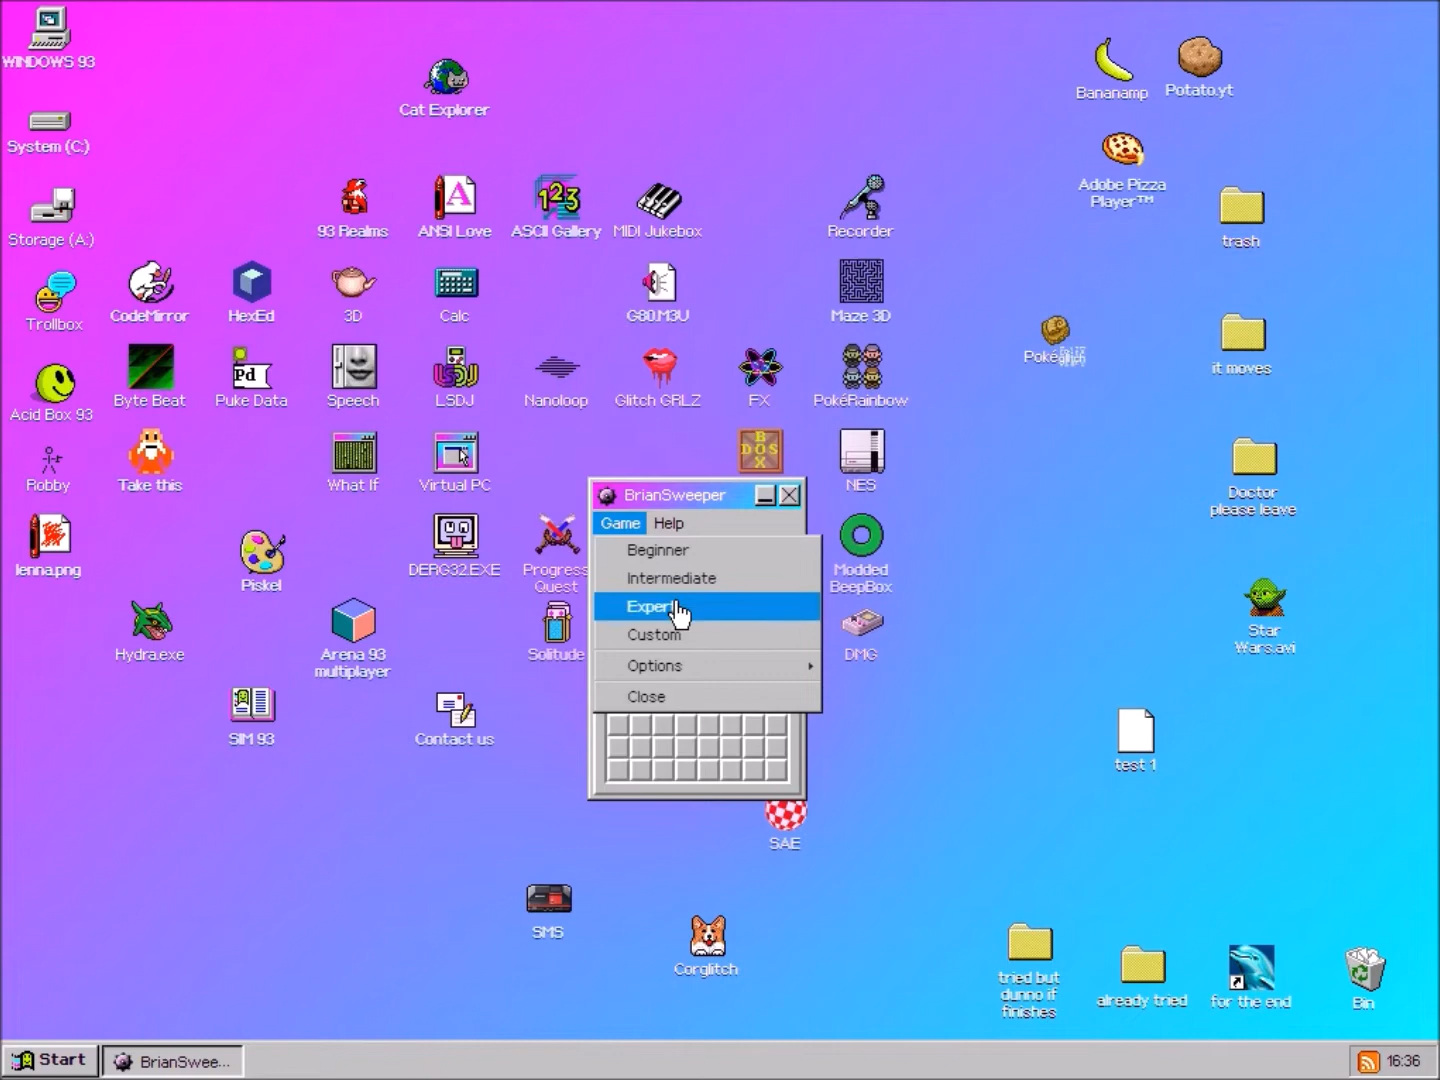 WINDOWS 93
Cat Explorer
Bananamp
Potato.yt
System (C:)
Adobe Pizza
Player™
Storage (A:)
93 Realms
ANSI Love
ASCII Gallery
MIDI Jukebox
Recorder
trash
Trollbox
CodeMirror
HexEd
3D
Calc
G80.M3U
Maze 3D
it moves
Acid Box 93
Byte Beat
Pd
Puke Data
Speech
LSDJ
Nanoloop
Glitch GRLZ
FX
PokéRainbow
Robby
Take this
What If
Virtual PC
NES
Doctor
please leave
BrianSweeper
Game Help
Beginner
Intermediate
Expert
Custom
Options
Close
lenna.png
Piskel
DERG32.EXE
Progress
Quest
Modded
BeepBox
Hydra.exe
Arena 93
multiplayer
Solitude
DMG
Star
Wars.avi
SIM 93
Contact us
test 1
SAE
SMS
Corglitch
tried but
dunno if
finishes
already tried
for the end
Bin
Start
BrianSwee...
16:36